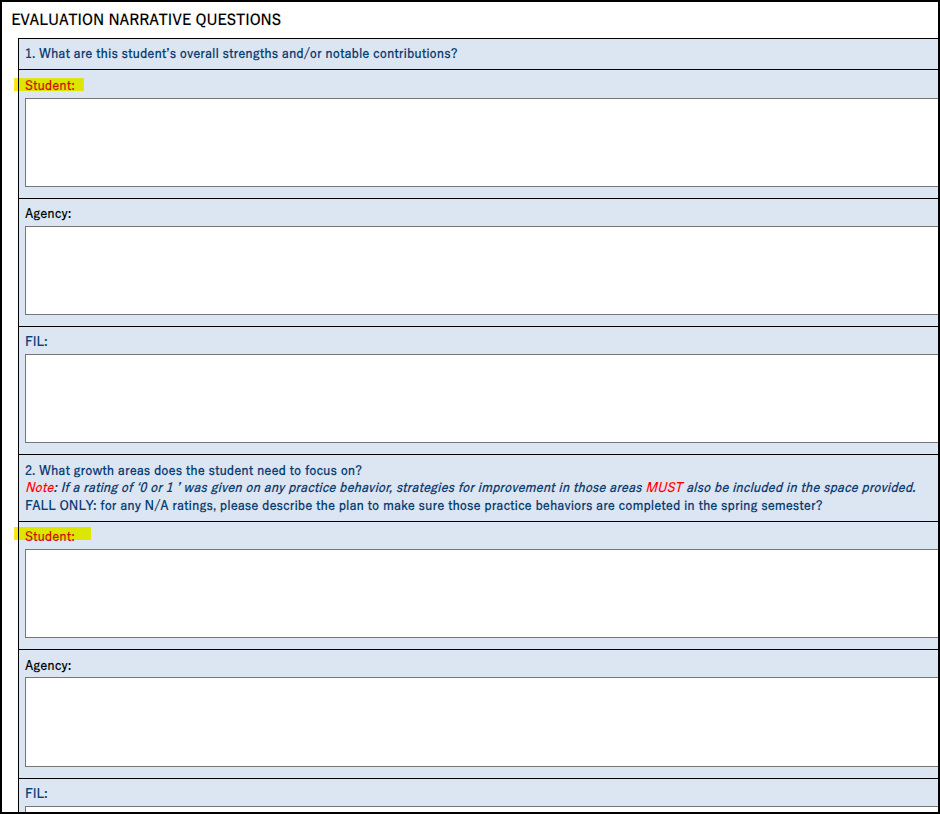 EVALUATION NARRATIVE QUESTIONS
1. What are this student's overall strengths and/or notable contributions?
Student:
Agency:
FIL:
2. What growth areas does the student need to focus on?
Note: If a rating of '0 or 1 ' was given on any practice behavior, strategies for improvement in those areas MUST also be included in the space provided.
FALL ONLY: for any N/A ratings, please describe the plan to make sure those practice behaviors are completed in the spring semester?
Student:
Agency:
FIL: